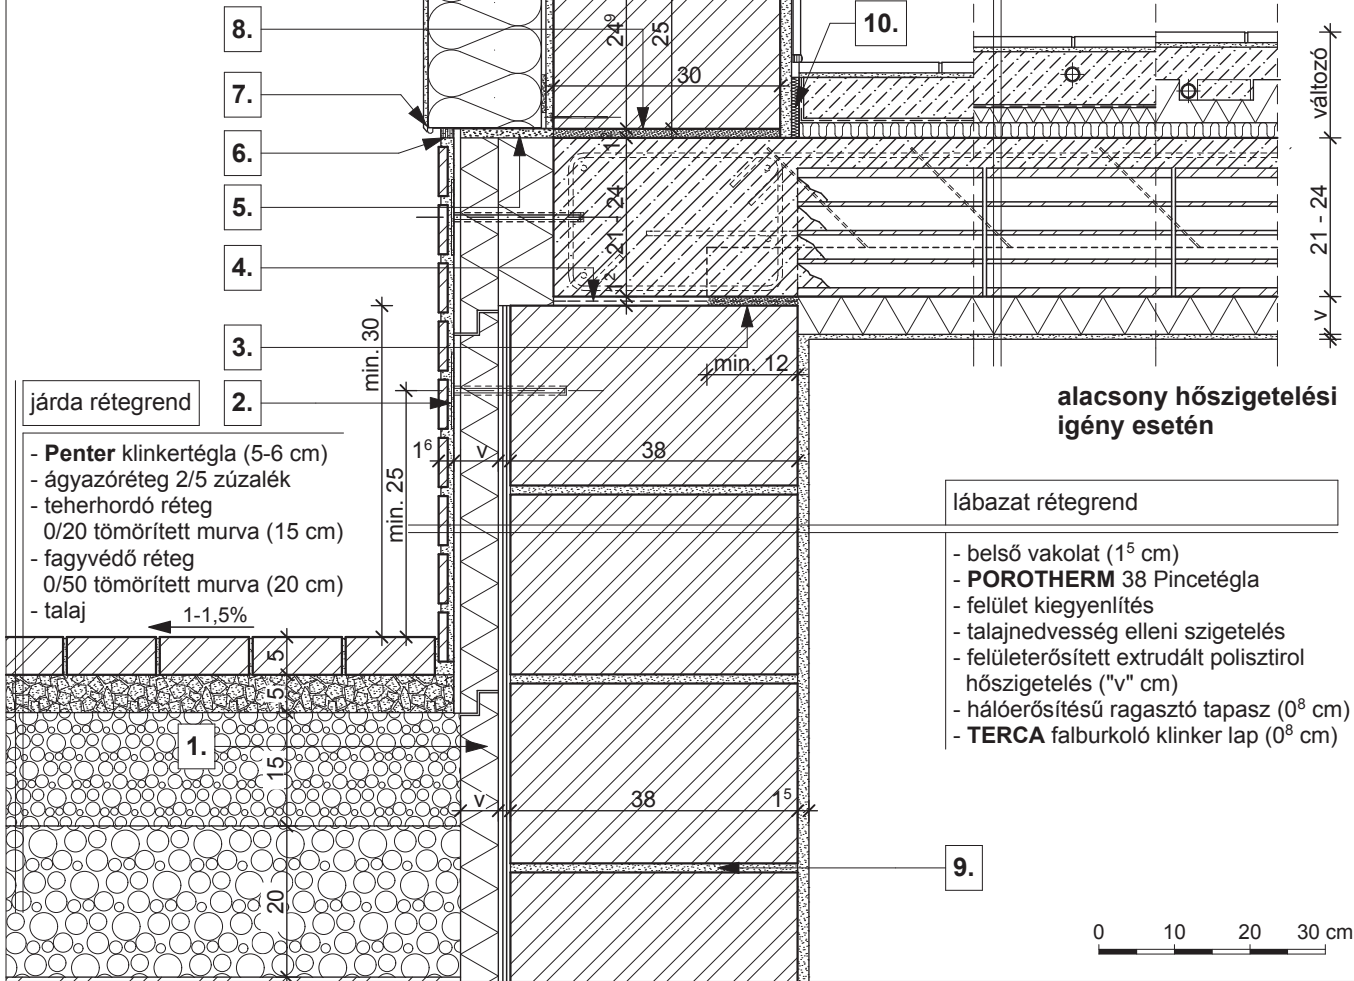 8.
7.
6.
5.
4.
3.
2.
10.
24⁹
25
30
változó
1²
21 - 24
1²
21 - 24
v
min. 30
min. 12
min. 25
alacsony hőszigetelési
igény esetén
járda rétegrend
- Penter klinkertégla (5-6 cm)
- ágyazóréteg 2/5 zúzalék
- teherhordó réteg
0/20 tömörített murva (15 cm)
- fagyvédő réteg
0/50 tömörített murva (20 cm)
- talaj
1-1,5%
1⁶
v
38
lábazat rétegrend
- belső vakolat (1⁵ cm)
- POROTHERM 38 Pincetégla
- felület kiegyenlítés
- talajnedvesség elleni szigetelés
- felületerősített extrudált polisztirol
hőszigetelés ("v" cm)
- hálóerősítésű ragasztó tapasz (0⁸ cm)
- TERCA falburkoló klinker lap (0⁸ cm)
5
5
1.
15
v
38
1⁵
20
9.
0 10 20 30 cm